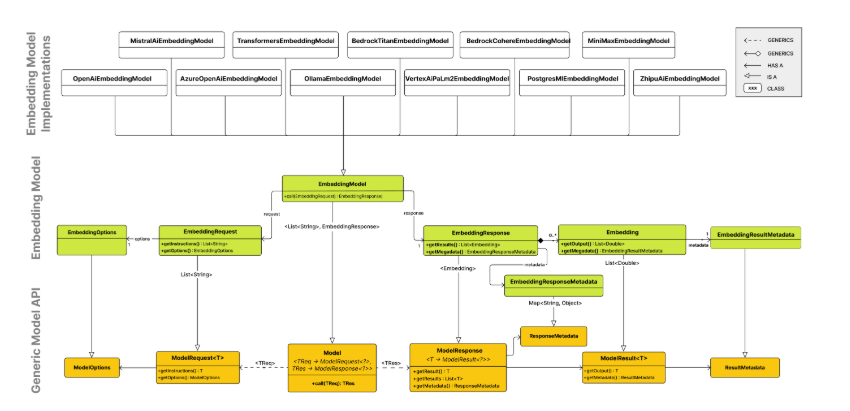 Embedding Model
Implementations
MistralAiEmbeddingModel
TransformersEmbeddingModel
BedrockTitanEmbeddingModel
BedrockCohereEmbeddingModel
MiniMaxEmbeddingModel
OpenAiEmbeddingModel
AzureOpenAiEmbeddingModel
OllamaEmbeddingModel
VertexAiPaLm2EmbeddingModel
PostgresMlEmbeddingModel
ZhipuAiEmbeddingModel
GENERICS
GENERICS
HAS A
IS A
xxx CLASS
Embedding Model
EmbeddingModel
+call(EmbeddingRequest) : EmbeddingResponse
request
response
<List<String>, EmbeddingResponse>
EmbeddingOptions
options
1
EmbeddingRequest
+getInstructions() : List<String>
+getOptions() : EmbeddingOptions
List<String>
EmbeddingResponse
+getResults() : List<Embedding>
+getMegadata() : EmbeddingResponseMetadata
1
0..*
<Embedding>
metadata
Embedding
+getOutput() : List<Double>
+getMegadate() : EmbeddingResultMetadata
List<Double>
1
metadata
EmbeddingResultMetadata
EmbeddingResponseMetadata
Map<String, Object>
Generic Model API
ModelOptions
ModelRequest<T>
+getInstructions() : T
+getOptions() : ModelOptions
<TReq>
Model
<TReq → ModelRequest<?>,
TRes → ModelResponse<?>>
+call(TReq): TRes
<TRes>
ModelResponse
<T → ModelResult<?>>
+getResult() : T
+getResults : List<T>
+getMetadata() : ResponseMetadata
ResponseMetadata
ModelResult<T>
+getOutput() : T
+getMetadata() : ResultMetadata
ResultMetadata